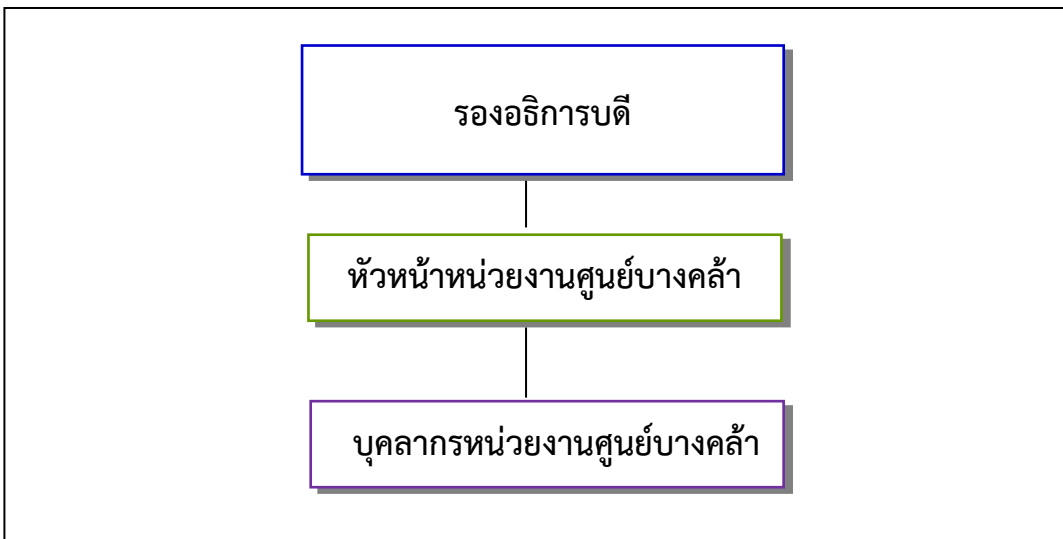 รองอธิการบดี
หัวหน้าหน่วยงานศูนย์บางคล้า
บุคลากรหน่วยงานศูนย์บางคล้า